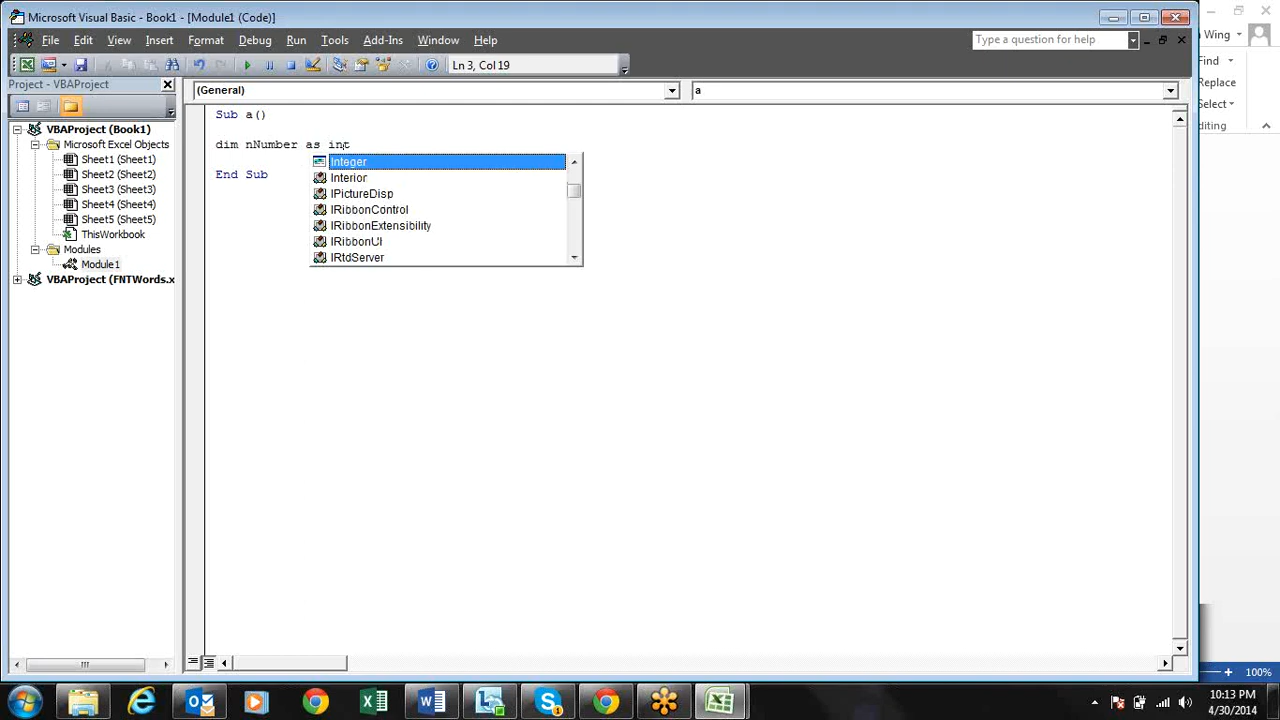 Microsoft Visual Basic - Book1 - [Module1 (Code)]
File Edit View Insert Format Debug Run Tools Add-Ins Window Help
Type a question for help
Ln 3, Col 19
Project - VBAProject
(General)
a
VBAProject (Book1)
Microsoft Excel Objects
Sheet1 (Sheet1)
Sheet2 (Sheet2)
Sheet3 (Sheet3)
Sheet4 (Sheet4)
Sheet5 (Sheet5)
ThisWorkbook
Modules
Module1
VBAProject (FNTWords.x
Sub a()
dim nNumber as int
End Sub
Integer
Interior
IPictureDisp
IRibbonControl
IRibbonExtensibility
IRibbonUI
IRtdServer
Wing
Find
Replace
Select
diting
100%
10:13 PM
4/30/2014